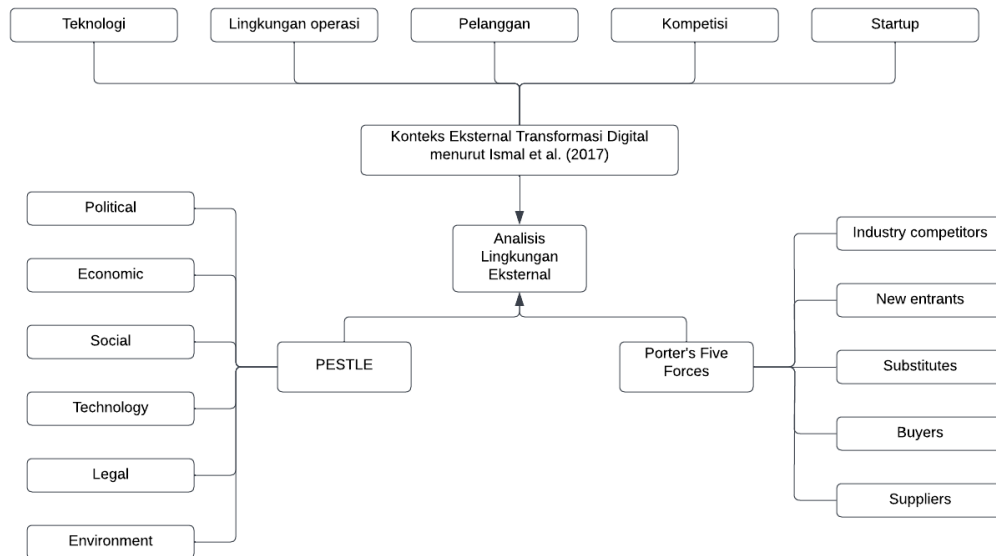 Teknologi
Lingkungan operasi
Pelanggan
Kompetisi
Startup
Konteks Eksternal Transformasi Digital
menurut Ismal et al. (2017)
Political
Economic
Social
Technology
Legal
Environment
Analisis
Lingkungan
Eksternal
PESTLE
Porter's Five
Forces
Industry competitors
New entrants
Substitutes
Buyers
Suppliers